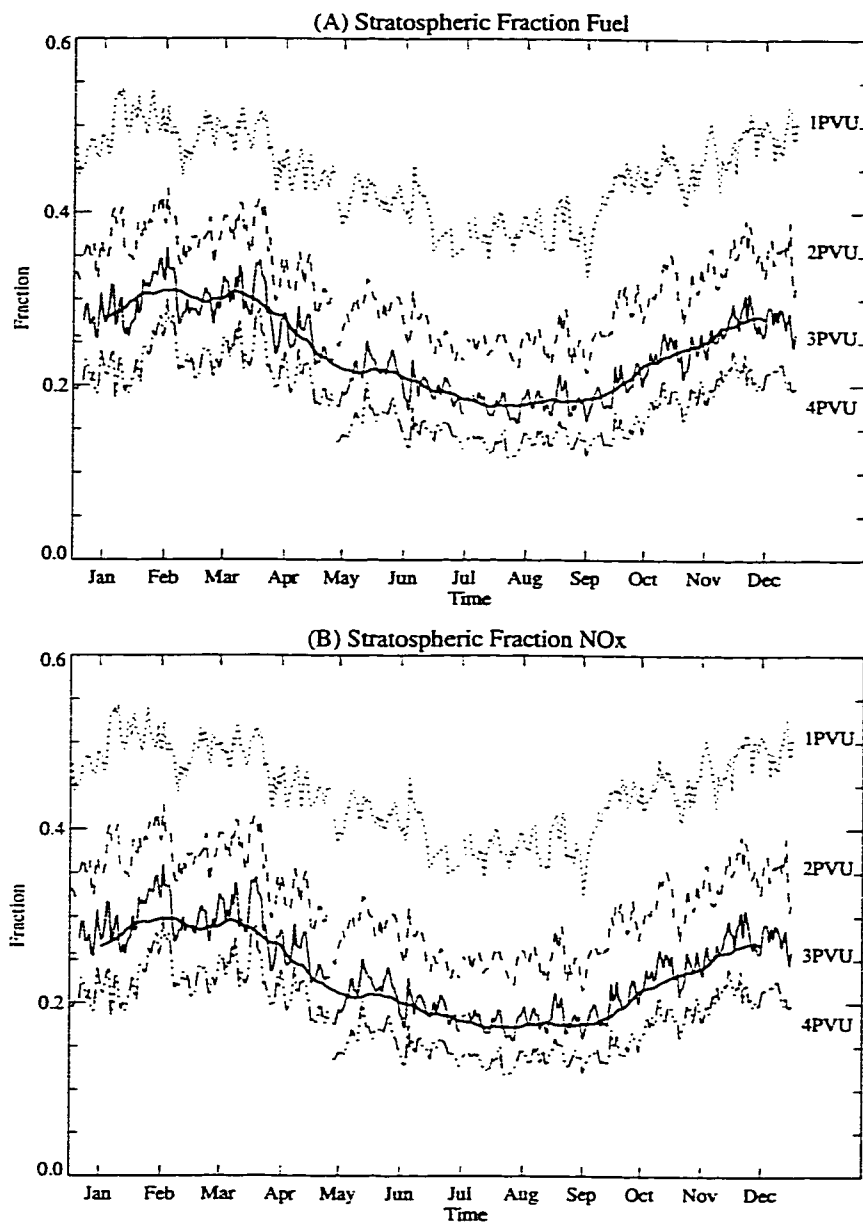 (A) Stratospheric Fraction Fuel
0.6
1PVU
0.4
2PVU
Fraction
3PVU
0.2
4PVU
0.0
Jan Feb Mar Apr May Jun Jul Aug Sep Oct Nov Dec
Time
(B) Stratospheric Fraction NOx
0.6
1PVU
0.4
2PVU
Fraction
3PVU
0.2
4PVU
0.0
Jan Feb Mar Apr May Jun Jul Aug Sep Oct Nov Dec
Time